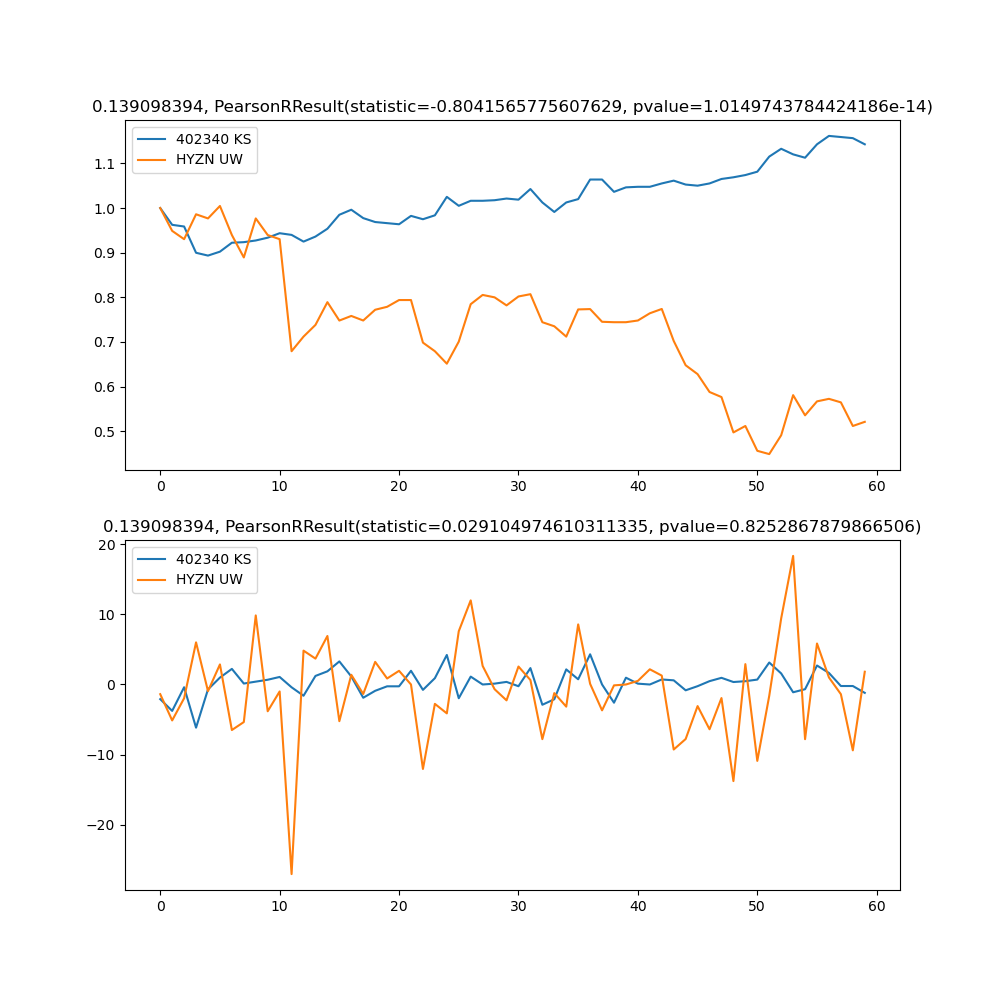 0.139098394, PearsonRResult(statistic=-0.8041565775607629, pvalue=1.0149743784424186e-14)
402340 KS
HYZN UW
1.1
1.0
0.9
0.8
0.7
0.6
0.5
0 10 20 30 40 50 60
0.139098394, PearsonRResult(statistic=0.029104974610311335, pvalue=0.8252867879866506)
402340 KS
HYZN UW
20
10
0
−10
−20
0 10 20 30 40 50 60